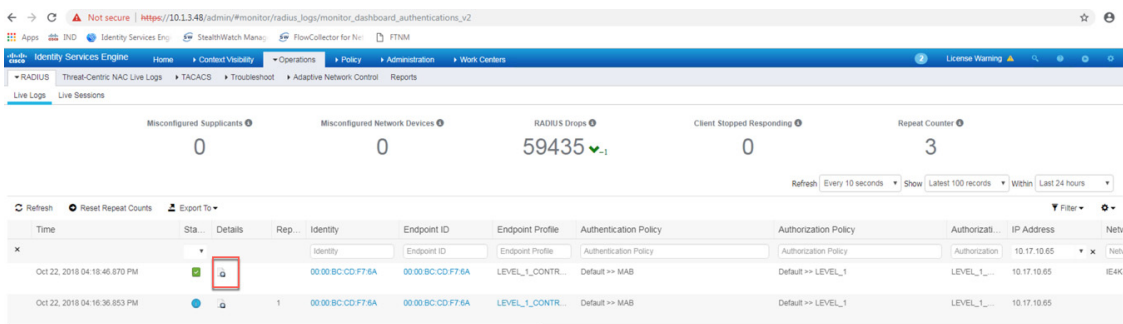 Not secure | https://10.1.3.48/admin/#monitor/radius_logs/monitor_dashboard_authentications_v2
Apps IND Identity Services Eng StealthWatch Manag FlowCollector for Net FTNM
cisco Identity Services Engine Home Context Visibility Operations Policy Administration Work Centers 2 License Warning
RADIUS Threat-Centric NAC Live Logs TACACS Troubleshoot Adaptive Network Control Reports
Live Logs Live Sessions
Misconfigured Supplicants Misconfigured Network Devices RADIUS Drops Client Stopped Responding Repeat Counter
0 0 59435 -1 0 3
Refresh Every 10 seconds Show Latest 100 records Within Last 24 hours
Refresh Reset Repeat Counts Export To Filter
Time Sta... Details Rep... Identity Endpoint ID Endpoint Profile Authentication Policy Authorization Policy Authorizati... IP Address Netw
Identity Endpoint ID Endpoint Profile Authentication Policy Authorization Policy Authorization 10.17.10.65 x Netw
Oct 22, 2018 04:18:46.870 PM 00:00:BC:CD:F7:6A 00:00:BC:CD:F7:6A LEVEL_1_CONTR... Default >> MAB Default >> LEVEL_1 LEVEL_1_... 10.17.10.65 IE4K
Oct 22, 2018 04:16:36.853 PM 1 00:00:BC:CD:F7:6A 00:00:BC:CD:F7:6A LEVEL_1_CONTR... Default >> MAB Default >> LEVEL_1 LEVEL_1_... 10.17.10.65